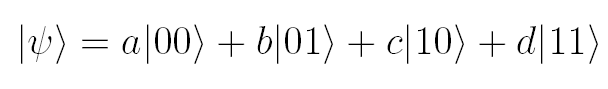 |ψ⟩ = a|00⟩ + b|01⟩ + c|10⟩ + d|11⟩